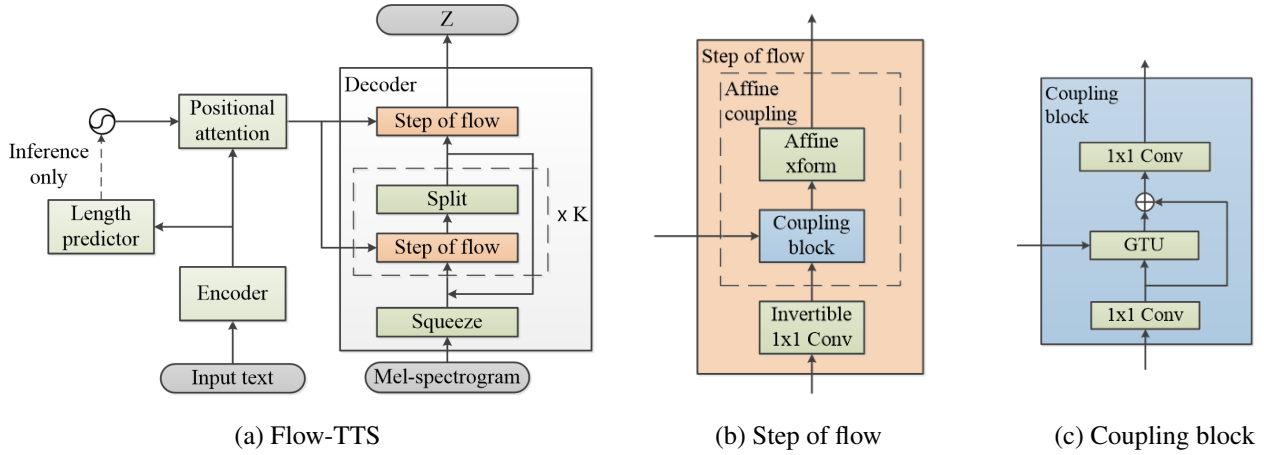 Z
Decoder
Positional
attention
Step of flow
Inference
only
Split
x K
Length
predictor
Step of flow
Encoder
Squeeze
Input text
Mel-spectrogram
(a) Flow-TTS
Step of flow
Affine
coupling
Affine
xform
Coupling
block
Invertible
1x1 Conv
(b) Step of flow
Coupling
block
1x1 Conv
GTU
1x1 Conv
(c) Coupling block